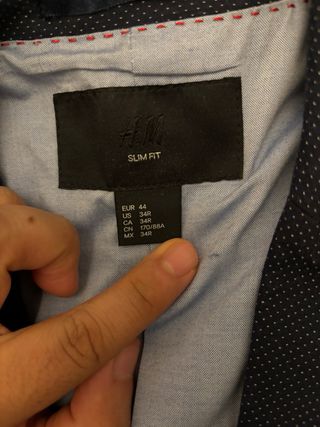 H&M
SLIM FIT
EUR 44
US 34R
CA 34R
CN 170/88A
MX 34R